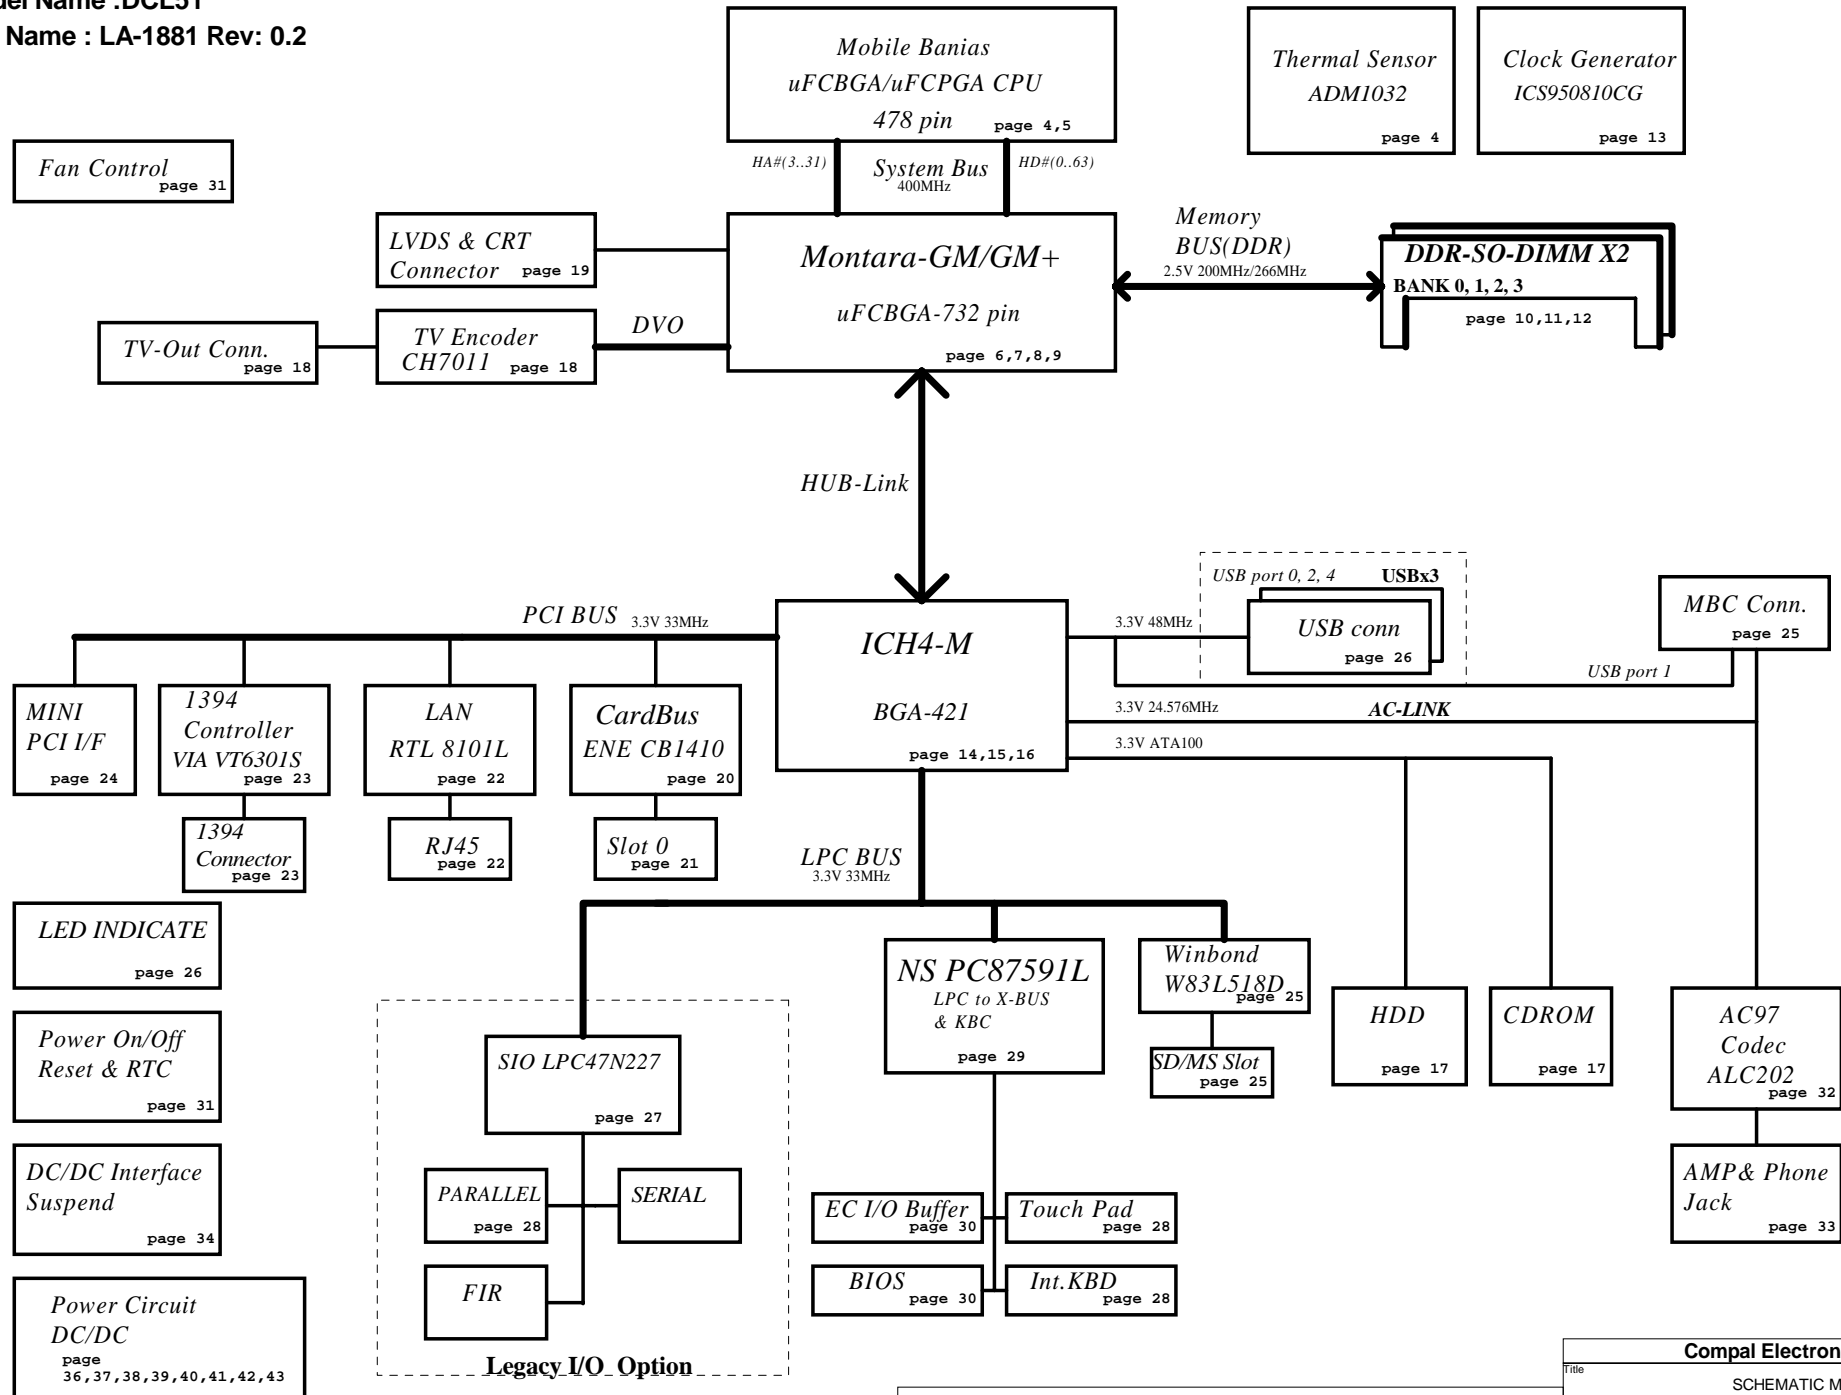 Name :DCL51
Name : LA-1881 Rev: 0.2
Mobile Banias
uFCBGA/uFCPGA CPU
478 pin page 4,5
Thermal Sensor
ADM1032
page 4
Clock Generator
ICS950810CG
page 13
Fan Control
page 31
HA#(3..31)
System Bus
400MHz
HD#(0..63)
LVDS & CRT
Connector page 19
Montara-GM/GM+
uFCBGA-732 pin
page 6,7,8,9
Memory
BUS(DDR)
2.5V 200MHz/266MHz
DDR-SO-DIMM X2
BANK 0, 1, 2, 3
page 10,11,12
TV-Out Conn.
page 18
TV Encoder
CH7011 page 18
DVO
HUB-Link
USB port 0, 2, 4 USBx3
USB conn
page 26
MBC Conn.
page 25
PCI BUS 3.3V 33MHz
ICH4-M
BGA-421
page 14,15,16
3.3V 48MHz
USB port 1
3.3V 24.576MHz
AC-LINK
3.3V ATA100
MINI
PCI I/F
page 24
1394
Controller
VIA VT6301S
page 23
LAN
RTL 8101L
page 22
CardBus
ENE CB1410
page 20
1394
Connector
page 23
RJ45
page 22
Slot 0
page 21
LPC BUS
3.3V 33MHz
LED INDICATE
page 26
NS PC87591L
LPC to X-BUS
& KBC
page 29
Winbond
W83L518D
page 25
SD/MS Slot
page 25
HDD
page 17
CDROM
page 17
AC97
Codec
ALC202
page 32
Power On/Off
Reset & RTC
page 31
SIO LPC47N227
page 27
DC/DC Interface
Suspend
page 34
PARALLEL
page 28
SERIAL
FIR
EC I/O Buffer
page 30
Touch Pad
page 28
BIOS
page 30
Int.KBD
page 28
AMP& Phone
Jack
page 33
Power Circuit
DC/DC
page
36,37,38,39,40,41,42,43
Legacy I/O Option
Compal Electron
Title
SCHEMATIC M